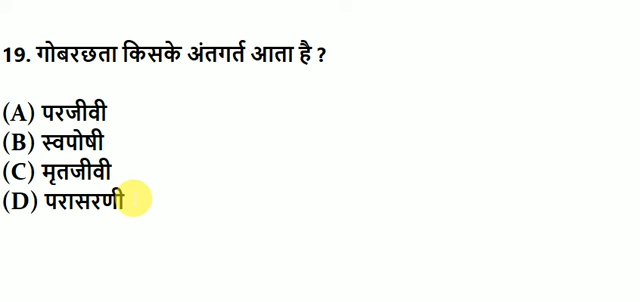 19. गोबरछता किसके अंतगर्त आता है ?
(A) परजीवी
(B) स्वपोषी
(C) मृतजीवी
(D) परासरणी